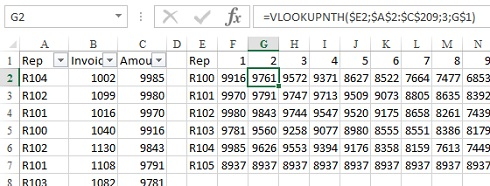 G2 fx =VLOOKUPNTH($E2;$A$2:$C$209;3;G$1)
A B C D E F G H I J K L M N
1 Rep Invoic Amou Rep 1 2 3 4 5 6 7 8 9
2 R104 1002 9985 R100 9916 9761 9572 9371 8627 8522 7664 7477 6853
3 R102 1099 9980 R101 9970 9791 9747 9713 9509 9073 8805 8635 8392
4 R101 1016 9970 R102 9980 9843 9744 9547 9520 9175 8658 8261 7439
5 R100 1040 9916 R103 9781 9560 9258 9077 8980 8555 8551 8386 8179
6 R102 1130 9843 R104 9985 9626 9553 9394 9176 8358 8159 7613 7449
7 R101 1108 9791 R105 8937 8937 8937 8937 8937 8937 8937 8937 8937
8 R103 1082 9781